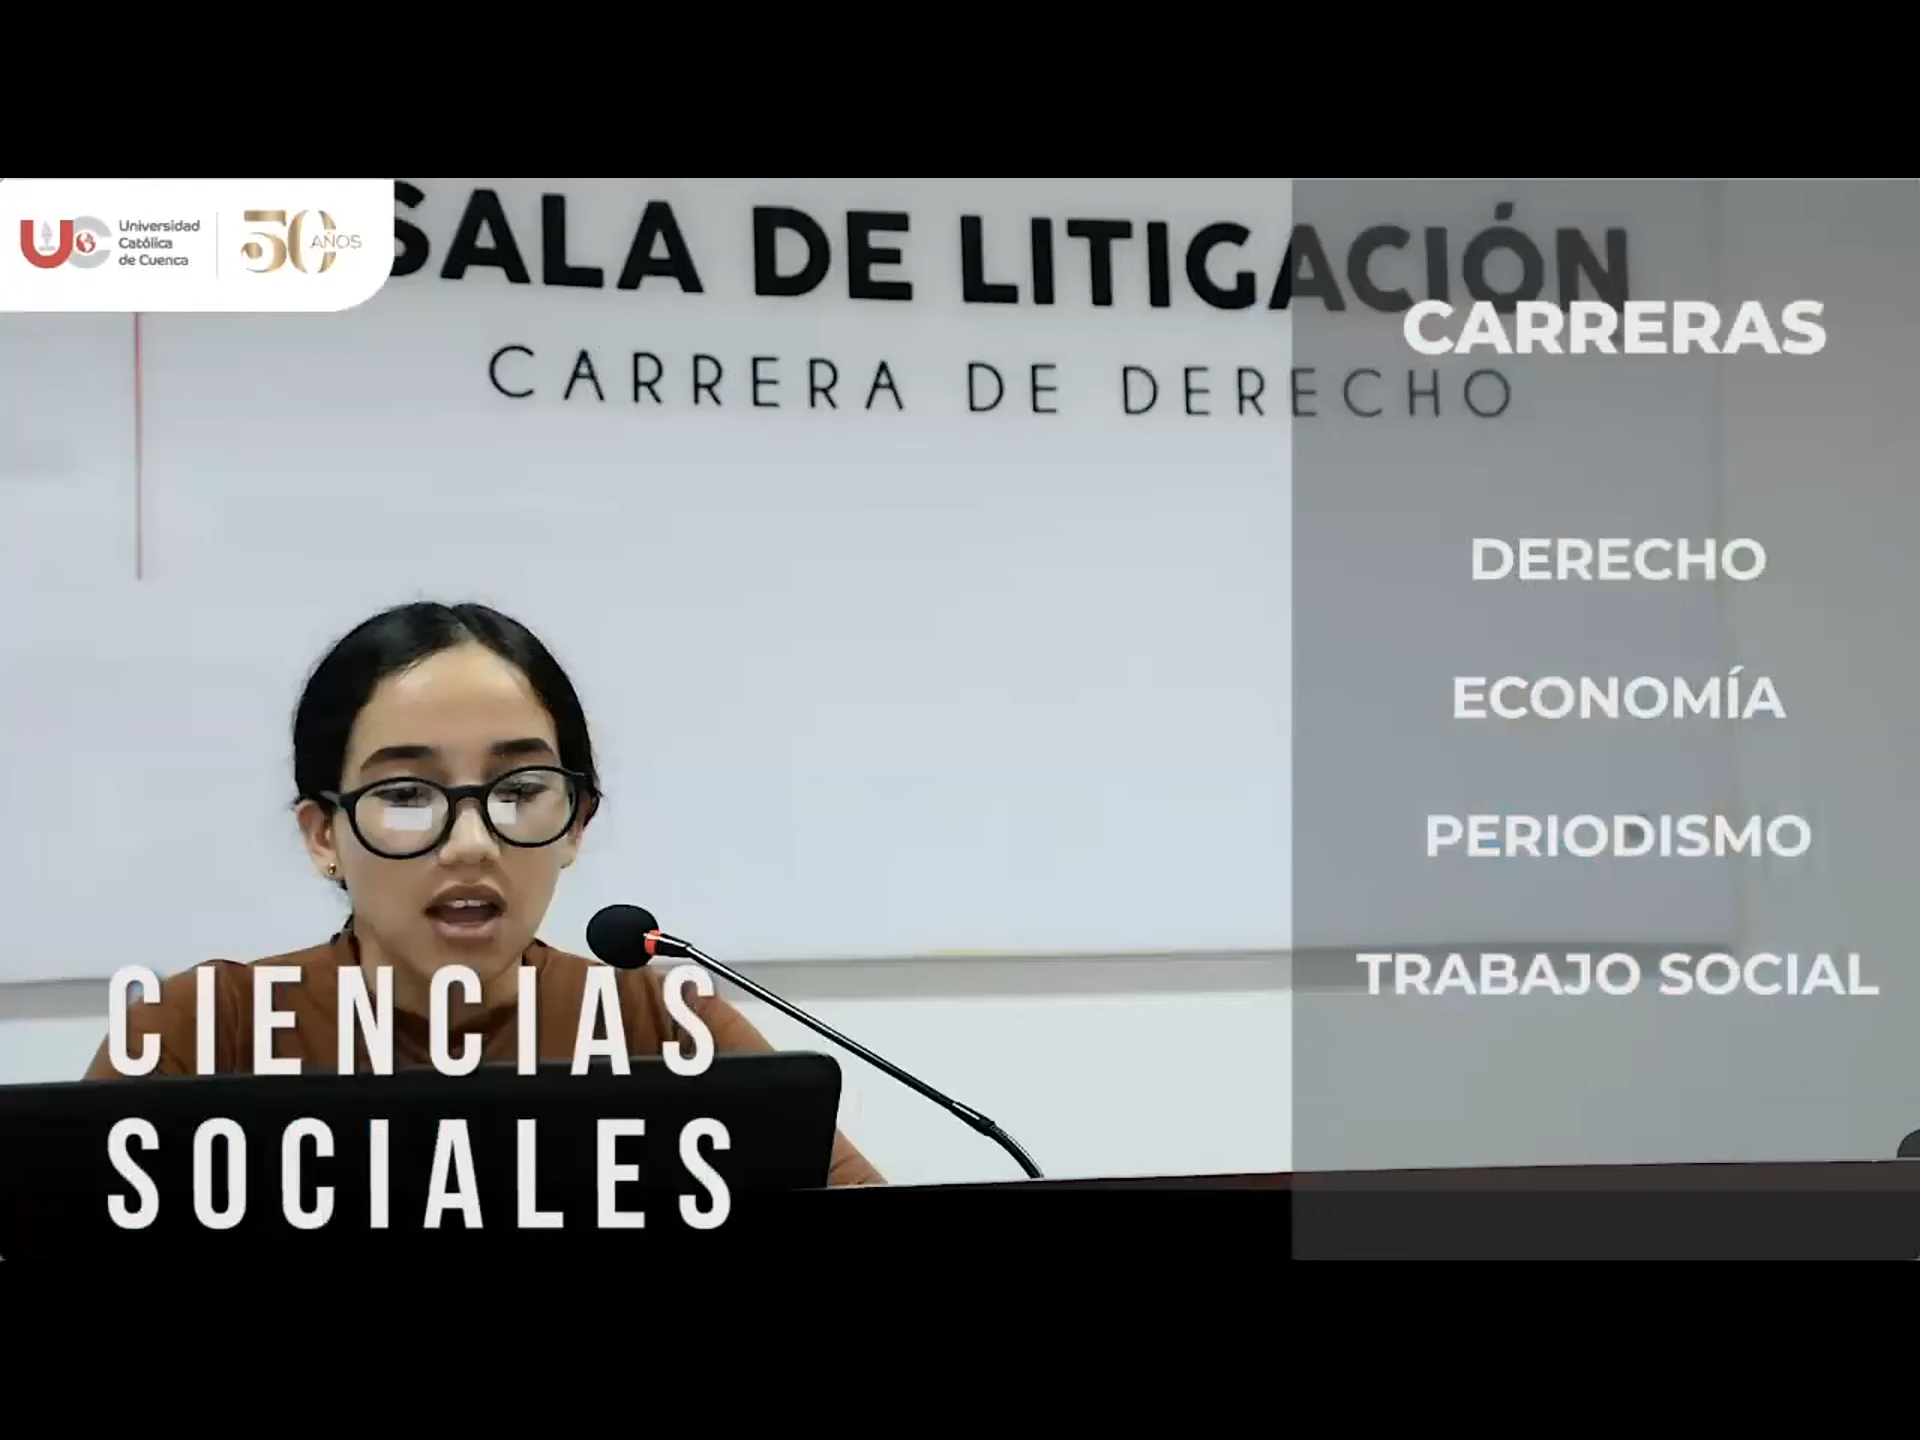 Universidad
Católica
de Cuenca
50 AÑOS
SALA DE LITIGACIÓN
CARRERA DE DERECHO
CARRERAS
DERECHO
ECONOMÍA
PERIODISMO
TRABAJO SOCIAL
CIENCIAS
SOCIALES